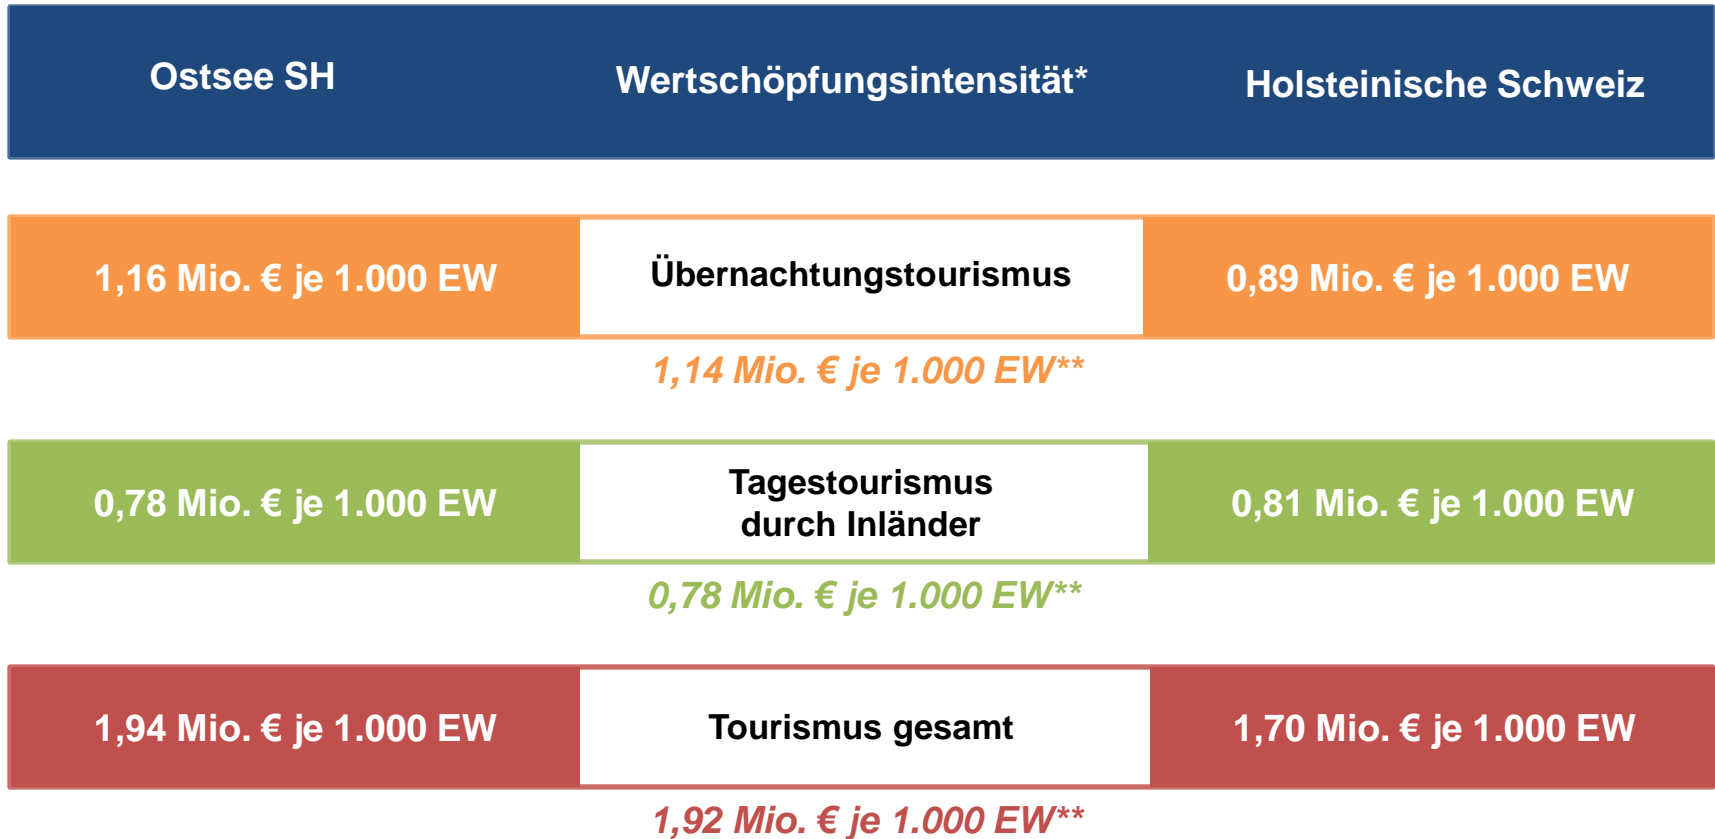 Ostsee SH
Wertschöpfungsintensität*
Holsteinische Schweiz
1,16 Mio. € je 1.000 EW
Übernachtungstourismus
0,89 Mio. € je 1.000 EW
1,14 Mio. € je 1.000 EW**
0,78 Mio. € je 1.000 EW
Tagestourismus
durch Inländer
0,81 Mio. € je 1.000 EW
0,78 Mio. € je 1.000 EW**
1,94 Mio. € je 1.000 EW
Tourismus gesamt
1,70 Mio. € je 1.000 EW
1,92 Mio. € je 1.000 EW**